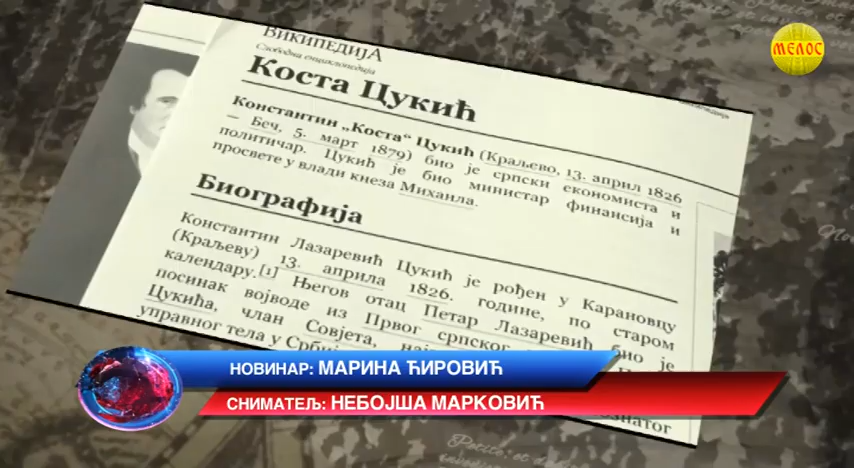 МЕЛОС
ВИКИПЕДИЈА
Слободна енциклопедија
Коста Цукић
Константин „Коста“ Цукић (Краљево, 13. април 1826
— Беч, 5. март 1879) био је српски економиста и
политичар. Цукић је био министар финансија и
просвете у влади кнеза Михаила.
Биографија
Константин Лазаревић Цукић је рођен у Карановцу
(Краљеву) 13. априла 1826. године, по старом
календару.[1] Његов отац Петар Лазаревић био је
посинак војводе из Првог српског
Цукића, члан Совјета,
управног тела у
НОВИНАР: МАРИНА ЋИРОВИЋ
СНИМАТЕЉ: НЕБОЈША МАРКОВИЋ